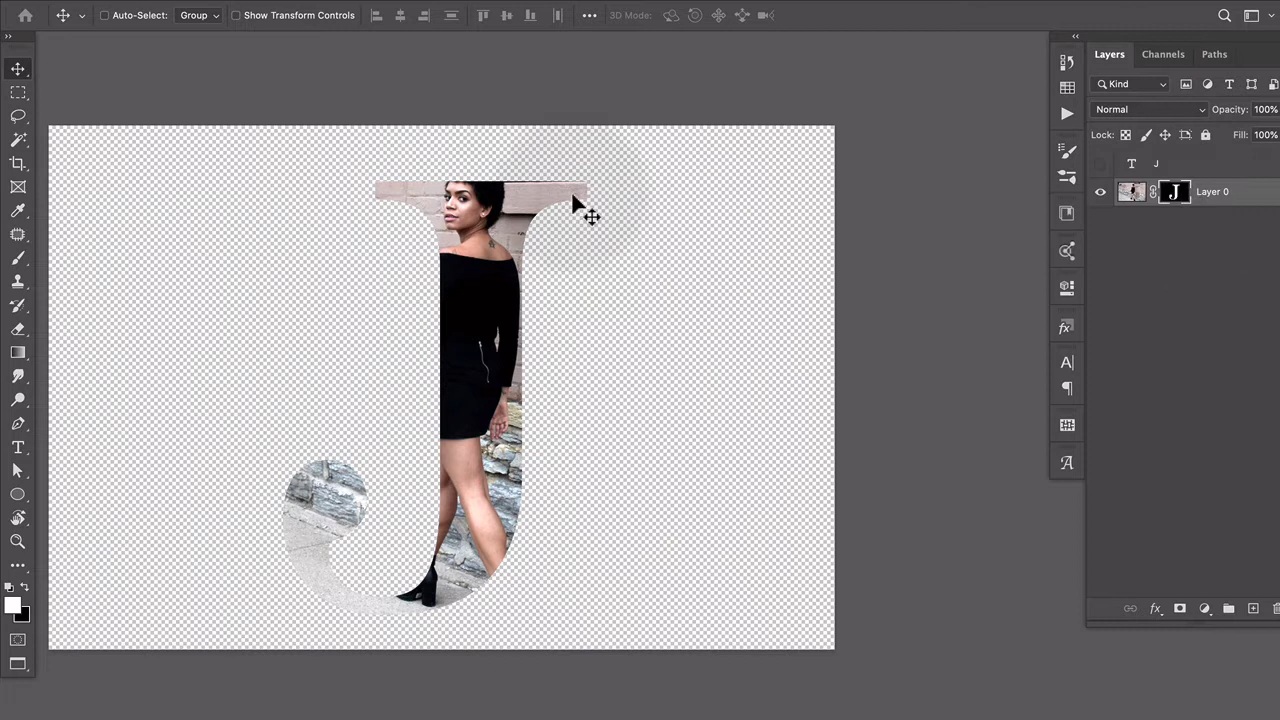 Auto-Select: Group Show Transform Controls 3D Mode:
Layers Channels Paths
Kind
Normal Opacity: 100%
Lock: Fill: 100%
T J
J Layer 0
J